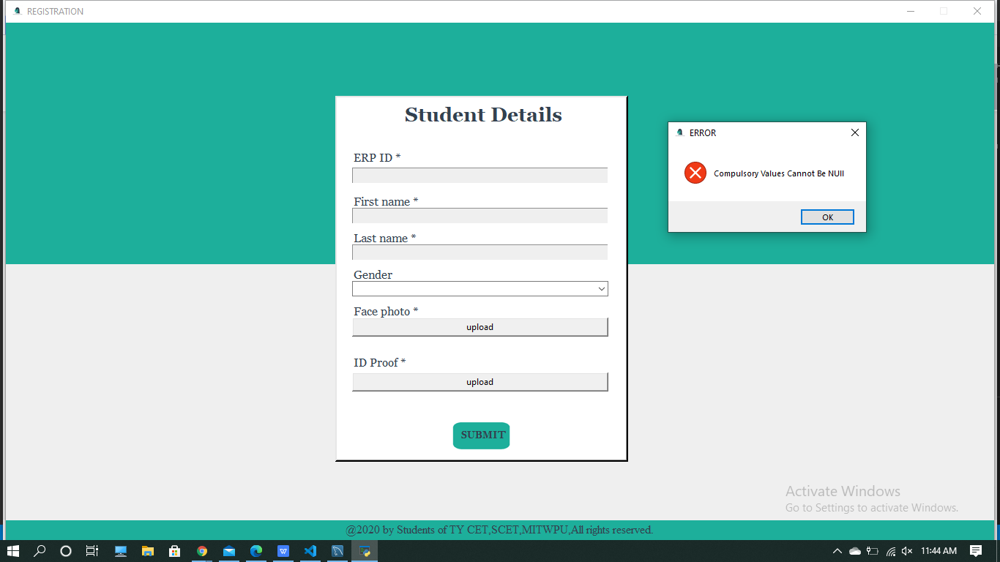 REGISTRATION
Student Details
ERP ID *
First name *
Last name *
Gender
Face photo *
upload
ID Proof *
upload
SUBMIT
ERROR
Compulsory Values Cannot Be NUll
OK
Activate Windows
Go to Settings to activate Windows.
@2020 by Students of TY CET,SCET,MITWPU,All rights reserved.
W
11:44 AM